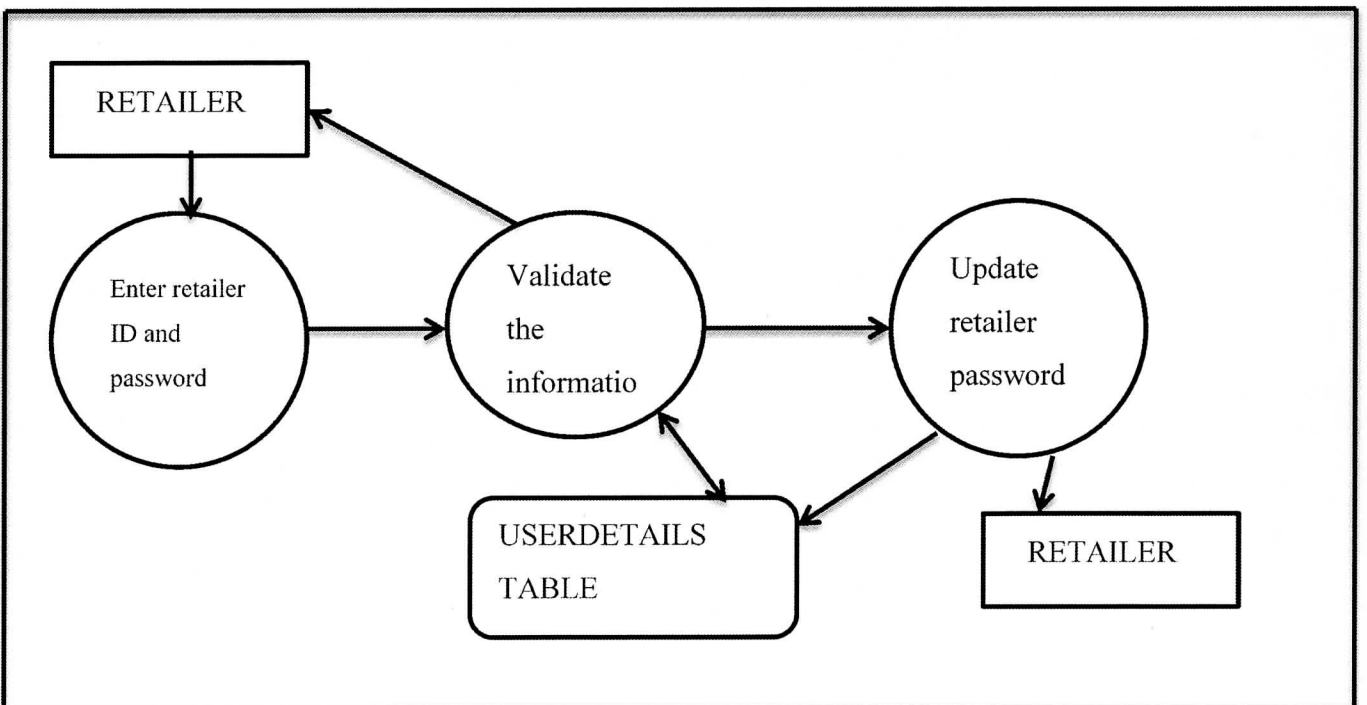 RETAILER
Enter retailer
ID and
password
Validate
the
informatio
Update
retailer
password
USERDETAILS
TABLE
RETAILER